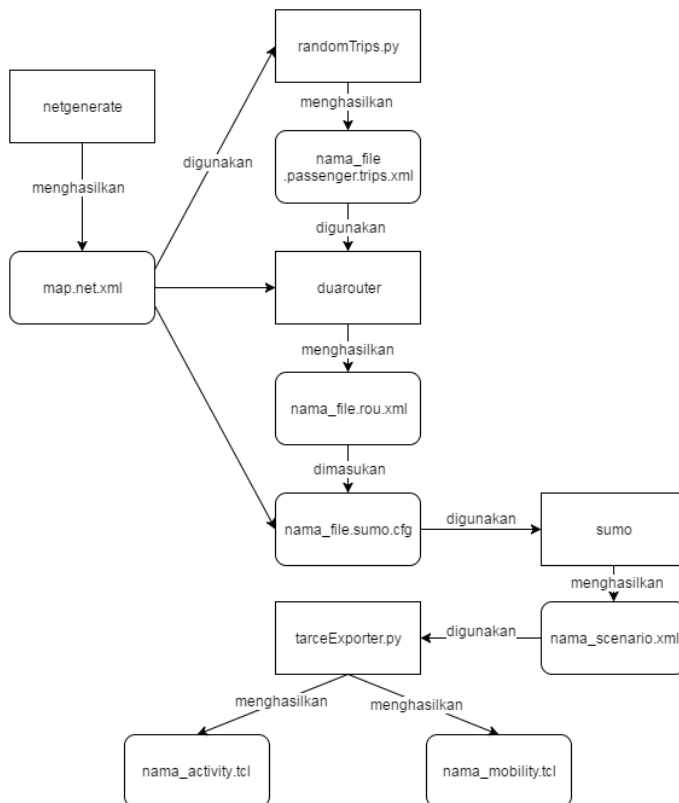 randomTrips.py
netgenerate
menghasilkan
digunakan
nama_file
.passenger.trips.xml
menghasilkan
digunakan
map.net.xml
duarouter
menghasilkan
nama_file.rou.xml
dimasukan
nama_file.sumo.cfg
digunakan
sumo
menghasilkan
tarceExporter.py
digunakan
nama_scenario.xml
menghasilkan
menghasilkan
nama_activity.tcl
nama_mobility.tcl